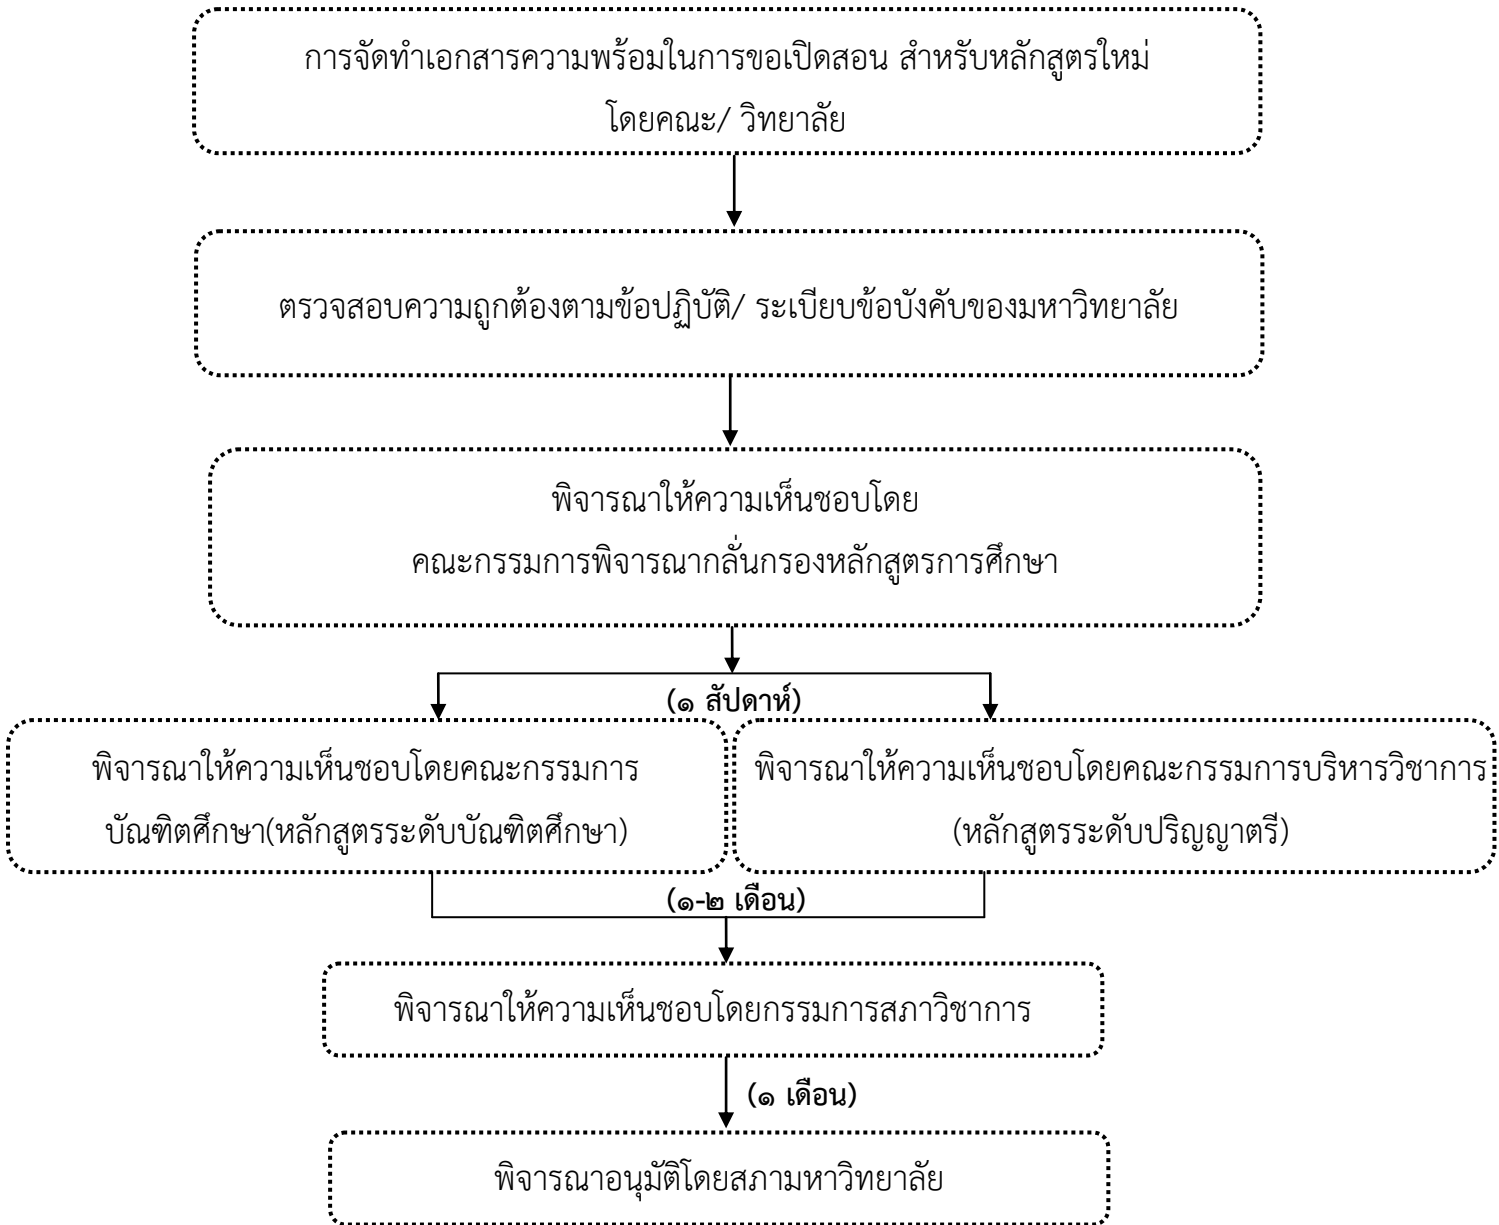 การจัดทำเอกสารความพร้อมในการขอเปิดสอน สำหรับหลักสูตรใหม่
โดยคณะ/ วิทยาลัย
ตรวจสอบความถูกต้องตามข้อปฏิบัติ/ ระเบียบข้อบังคับของมหาวิทยาลัย
พิจารณาให้ความเห็นชอบโดย
คณะกรรมการพิจารณากลั่นกรองหลักสูตรการศึกษา
(๑ สัปดาห์)
พิจารณาให้ความเห็นชอบโดยคณะกรรมการ
บัณฑิตศึกษา(หลักสูตรระดับบัณฑิตศึกษา)
พิจารณาให้ความเห็นชอบโดยคณะกรรมการบริหารวิชาการ
(หลักสูตรระดับปริญญาตรี)
(๑-๒ เดือน)
พิจารณาให้ความเห็นชอบโดยกรรมการสภาวิชาการ
(๑ เดือน)
พิจารณาอนุมัติโดยสภามหาวิทยาลัย